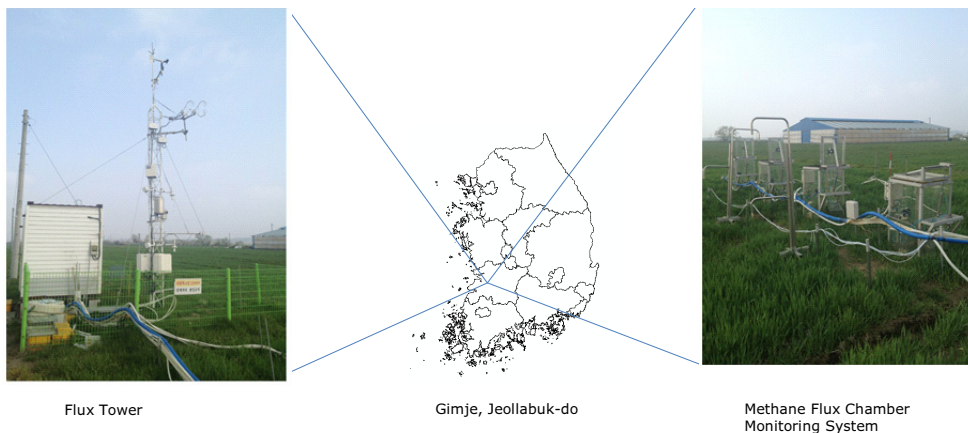 Flux Tower
Gimje, Jeollabuk-do
Methane Flux Chamber
Monitoring System